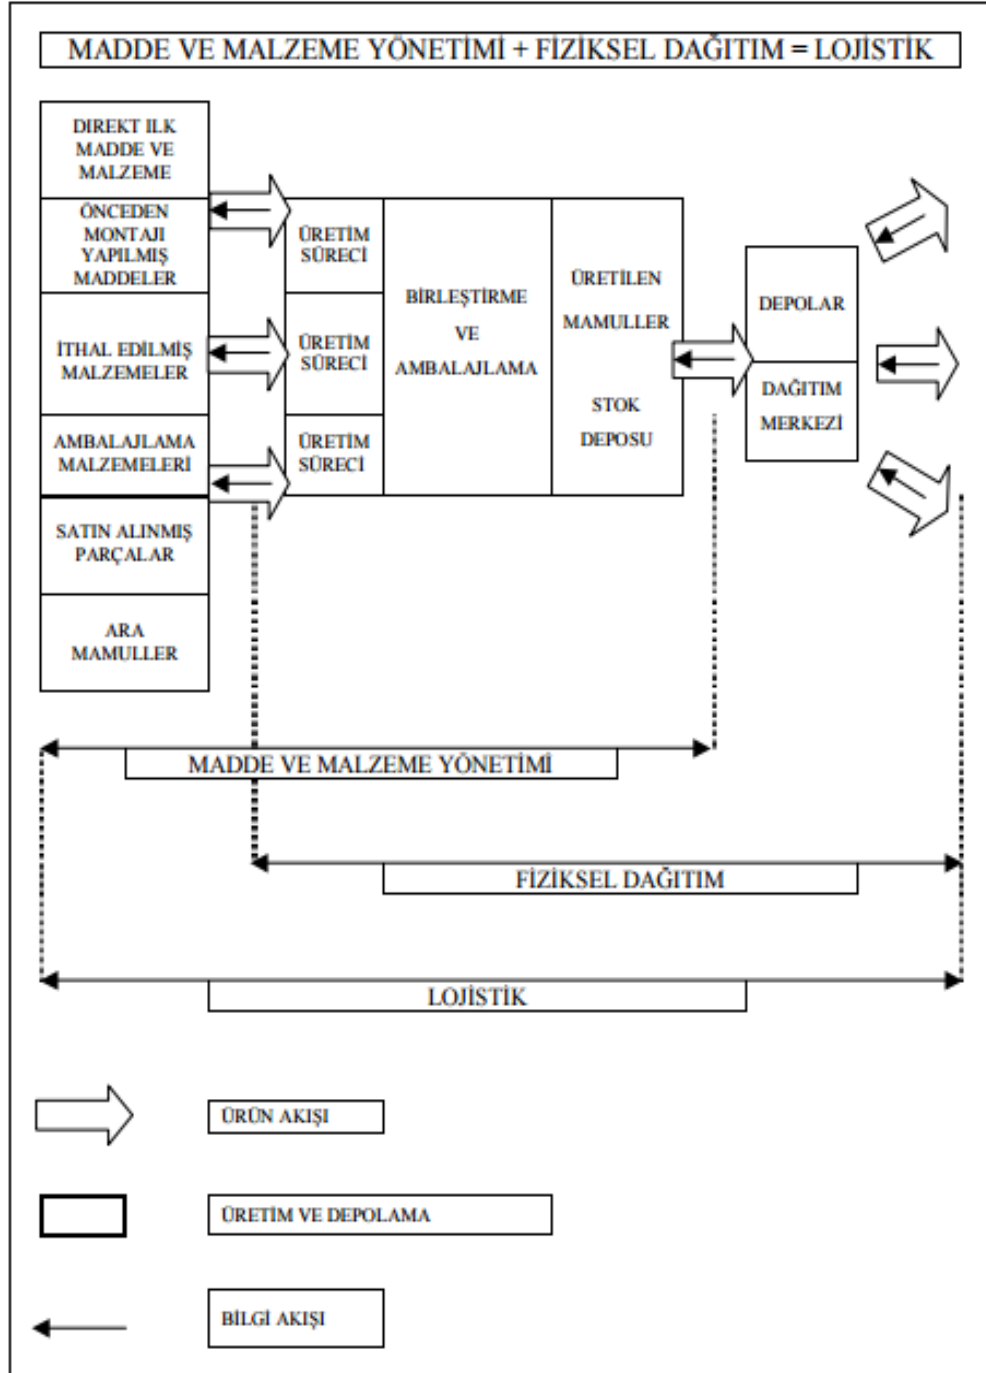 MADDE VE MALZEME YÖNETİMİ + FİZİKSEL DAĞITIM = LOJİSTİK
DIREKT ILK
MADDE VE
MALZEME
ÖNCEDEN
MONTAJI
YAPILMIŞ
MADDELER
İTHAL EDİLMİŞ
MALZEMELER
AMBALAJLAMA
MALZEMELERİ
SATIN ALINMIŞ
PARÇALAR
ARA
MAMULLER
ÜRETİM
SÜRECİ
ÜRETİM
SÜRECİ
ÜRETİM
SÜRECİ
BİRLEŞTİRME
VE
AMBALAJLAMA
ÜRETİLEN
MAMULLER
STOK
DEPOSU
DEPOLAR
DAĞITIM
MERKEZİ
MADDE VE MALZEME YÖNETİMİ
FİZİKSEL DAĞITIM
LOJİSTİK
ÜRÜN AKIŞI
ÜRETİM VE DEPOLAMA
BİLGİ AKIŞI